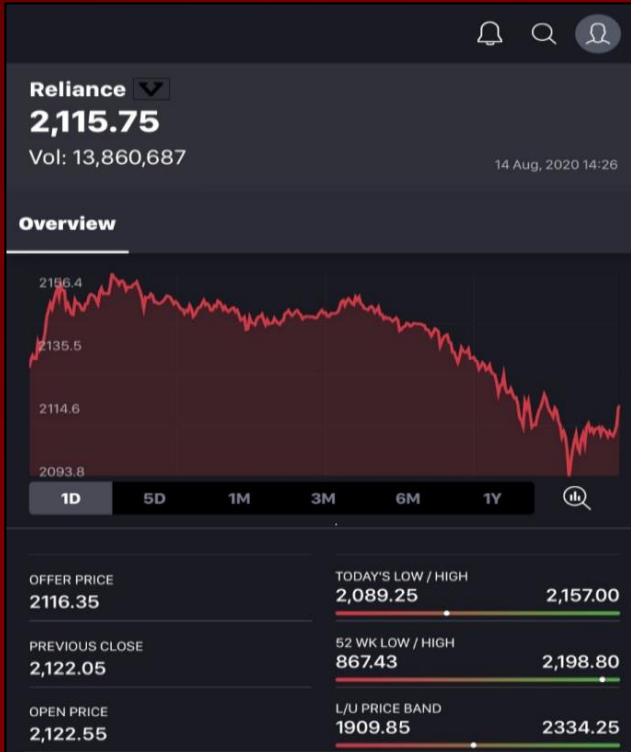 Reliance
2,115.75
Vol: 13,860,687
14 Aug, 2020 14:26
Overview
2156.4
2135.5
2114.6
2093.8
1D 5D 1M 3M 6M 1Y
OFFER PRICE
2116.35
TODAY'S LOW / HIGH
2,089.25 2,157.00
PREVIOUS CLOSE
2,122.05
52 WK LOW / HIGH
867.43 2,198.80
OPEN PRICE
2,122.55
L/U PRICE BAND
1909.85 2334.25